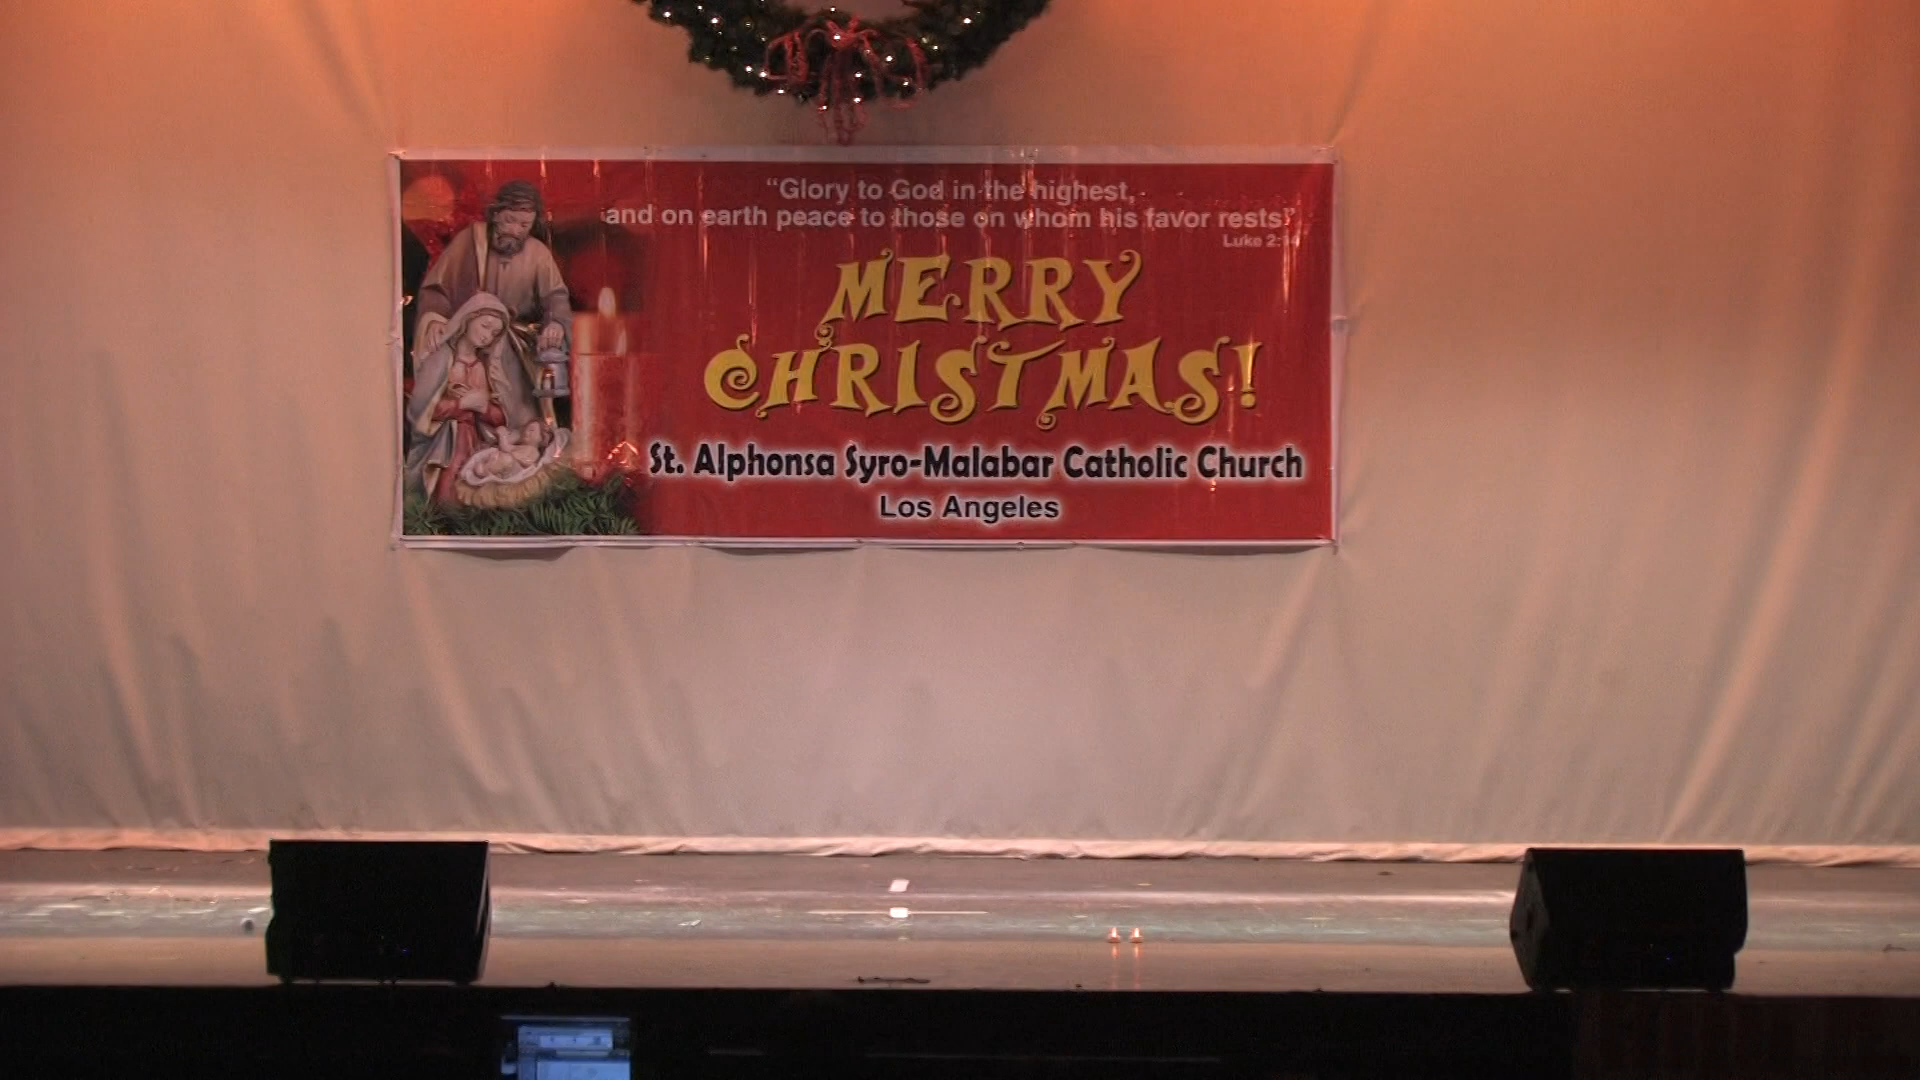 “Glory to God in the highest,
and on earth peace to those on whom his favor rests!”
Luke 2:14
MERRY
CHRISTMAS!
St. Alphonsa Syro-Malabar Catholic Church
Los Angeles